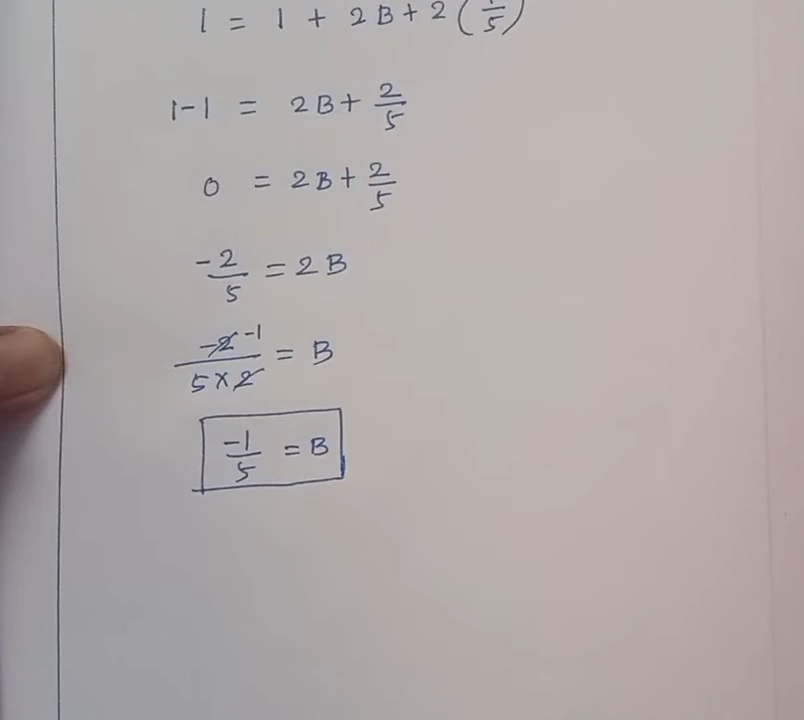 1 = 1 + 2B + 2(1/5)
1-1 = 2B + 2/5
0 = 2B + 2/5
-2/5 = 2B
-2 -1/5×2 = B
-1/5 = B